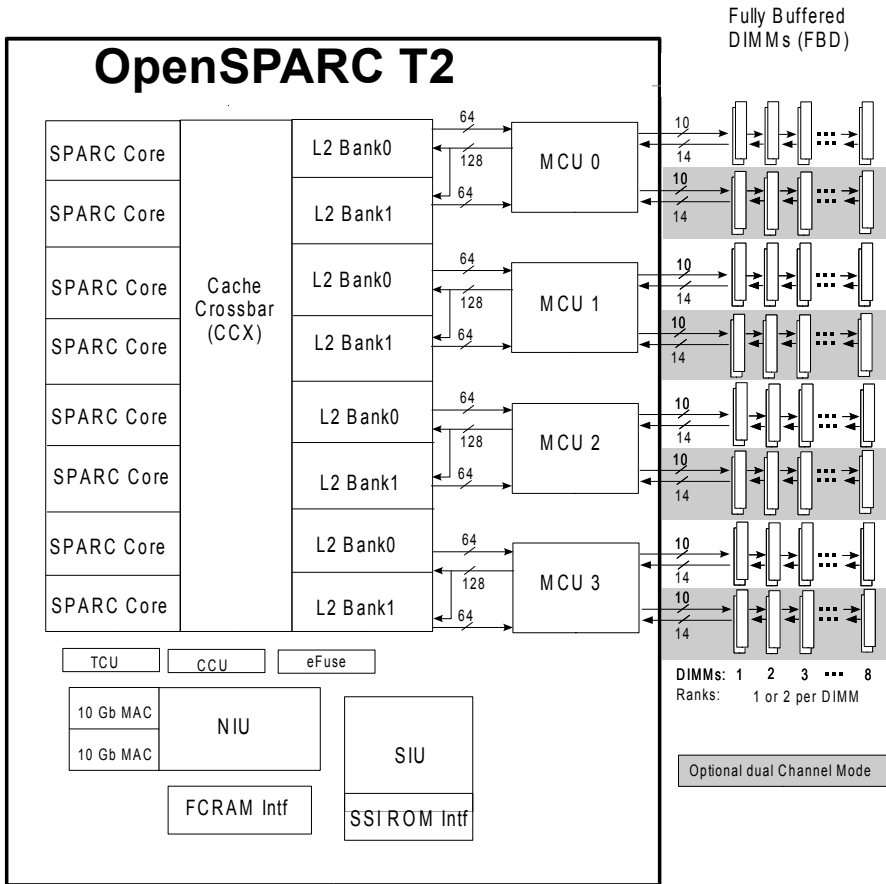 Fully Buffered
DIMMs (FBD)
OpenSPARC T2
SPARC Core
SPARC Core
SPARC Core
SPARC Core
SPARC Core
SPARC Core
SPARC Core
SPARC Core
Cache
Crossbar
(CCX)
L2 Bank0
L2 Bank1
L2 Bank0
L2 Bank1
L2 Bank0
L2 Bank1
L2 Bank0
L2 Bank1
64
128
64
64
128
64
64
128
64
64
128
64
MCU 0
MCU 1
MCU 2
MCU 3
10
14
10
14
10
14
10
14
10
14
10
14
10
14
10
14
DIMMs: 1 2 3 ··· 8
Ranks: 1 or 2 per DIMM
Optional dual Channel Mode
TCU
CCU
eFuse
10 Gb MAC
10 Gb MAC
NIU
FCRAM Intf
SIU
SSI ROM Intf